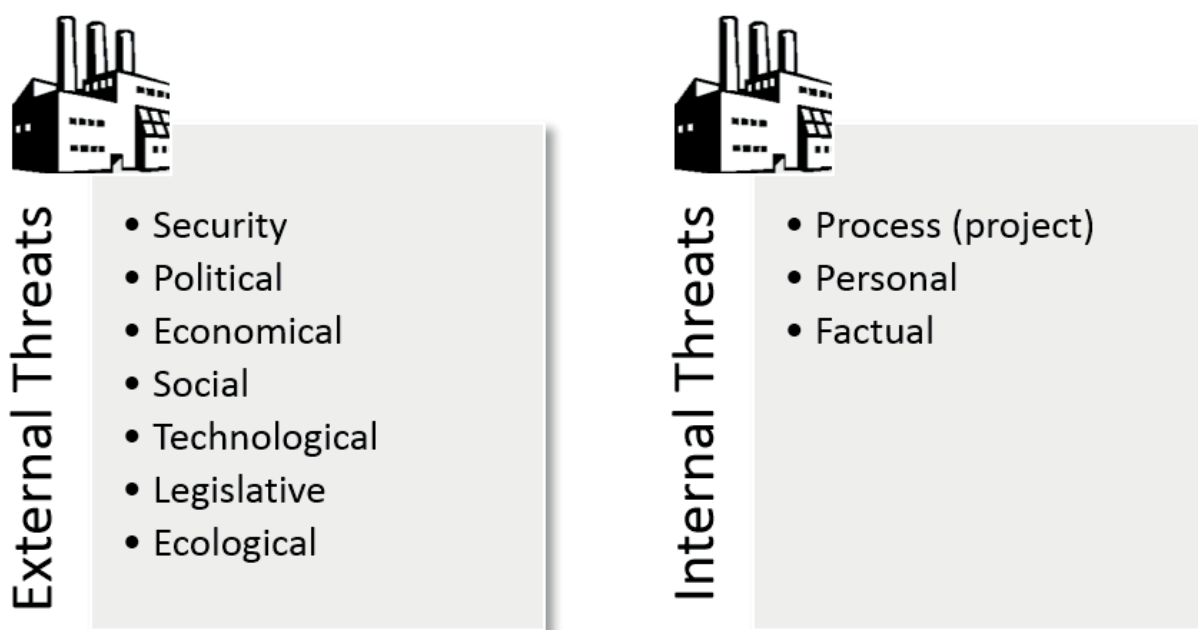 External Threats
• Security
• Political
• Economical
• Social
• Technological
• Legislative
• Ecological
Internal Threats
• Process (project)
• Personal
• Factual